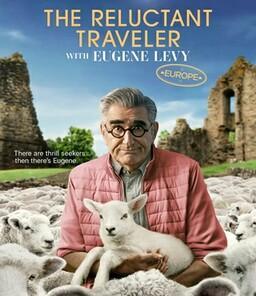 THE RELUCTANT
TRAVELER
WITH EUGENE LEVY
EUROPE
There are thrill seekers
then there's Eugene.